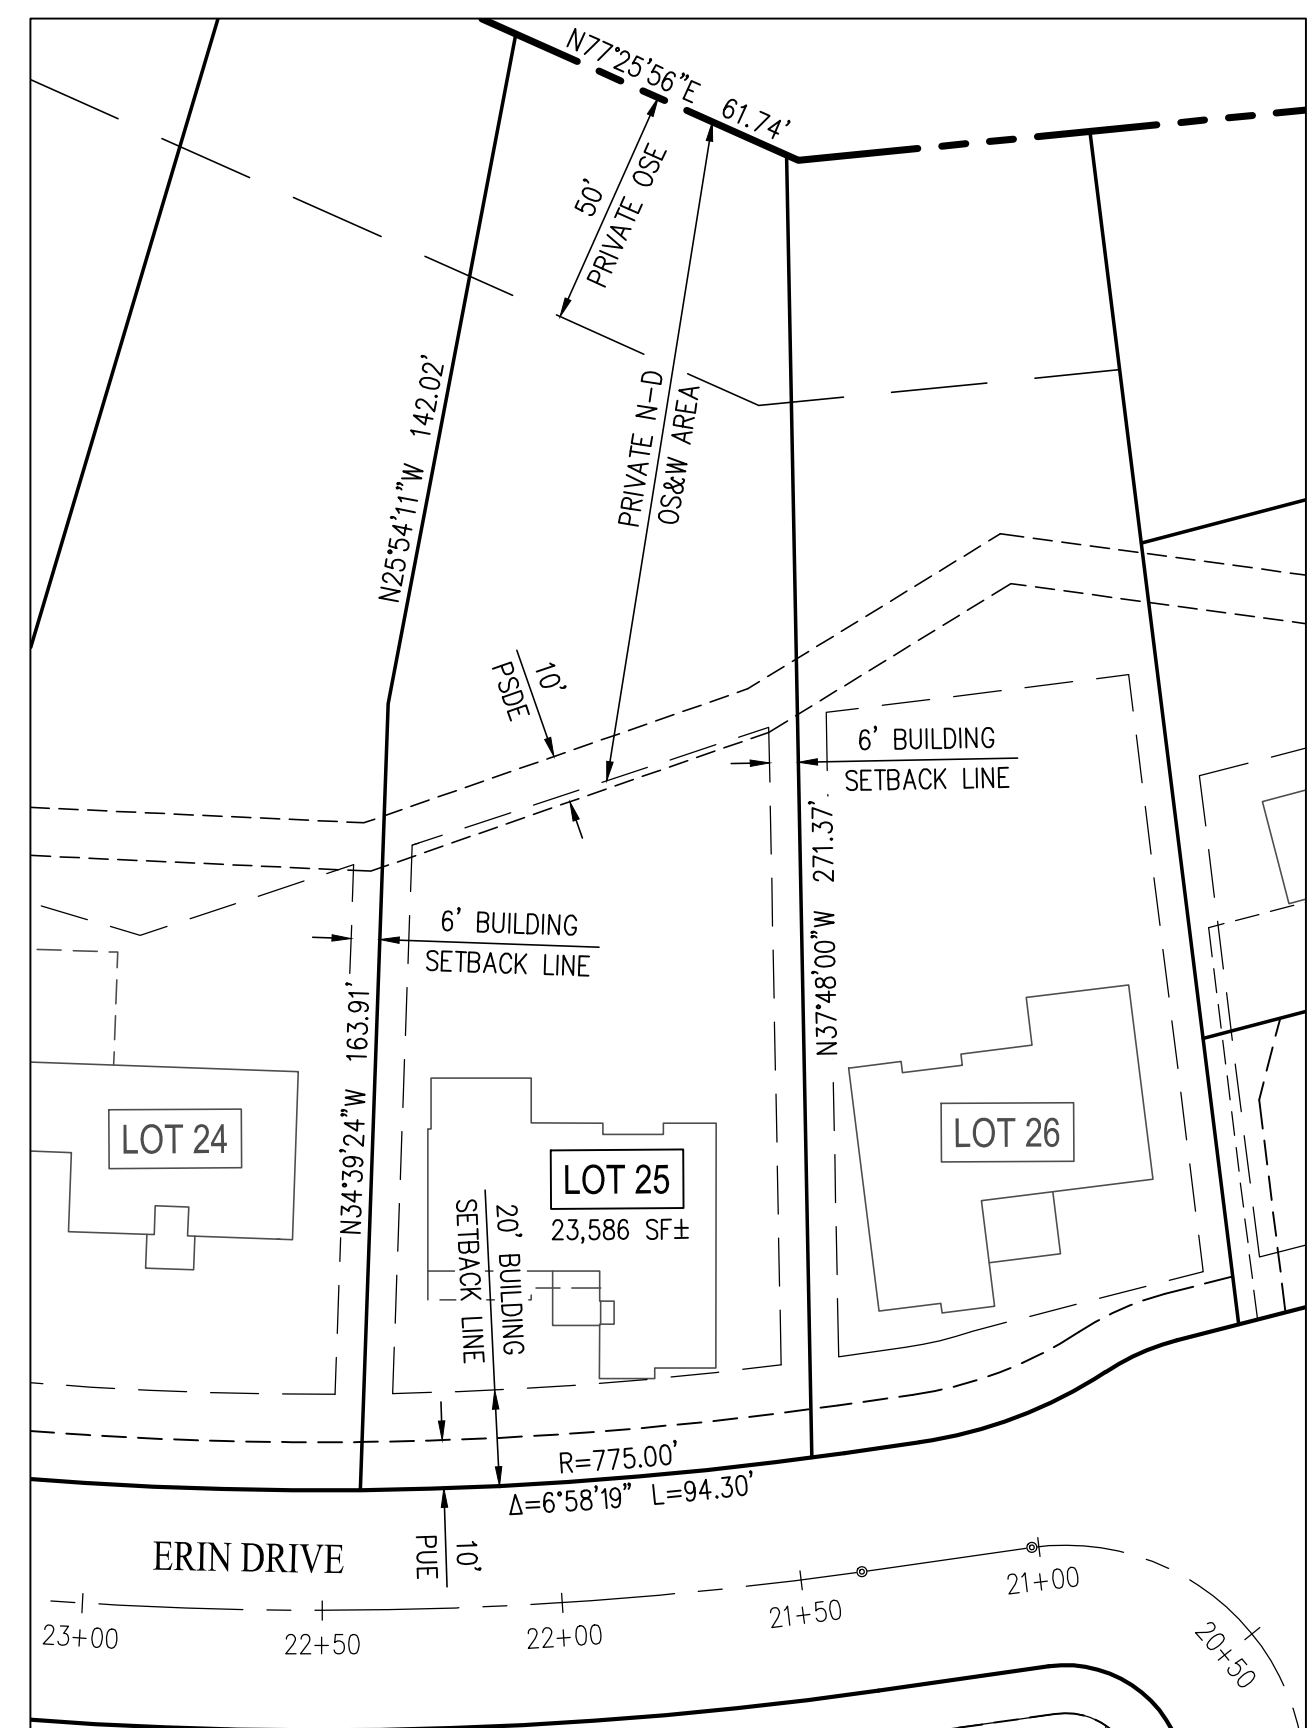 N77°25'56"E 61.74'
50'
PRIVATE OSE
PRIVATE N-D
OS&W AREA
N25°54'11"W 142.02'
10'
PSDE
6' BUILDING
SETBACK LINE
6' BUILDING
SETBACK LINE
N37°48'00"W 271.37'
N34°39'24"W 163.91'
LOT 24
LOT 25
23,586 SF±
LOT 26
20' BUILDING
SETBACK LINE
R=775.00'
Δ=6°58'19" L=94.30'
ERIN DRIVE
10'
PUE
23+00
22+50
22+00
21+50
21+00
20+50